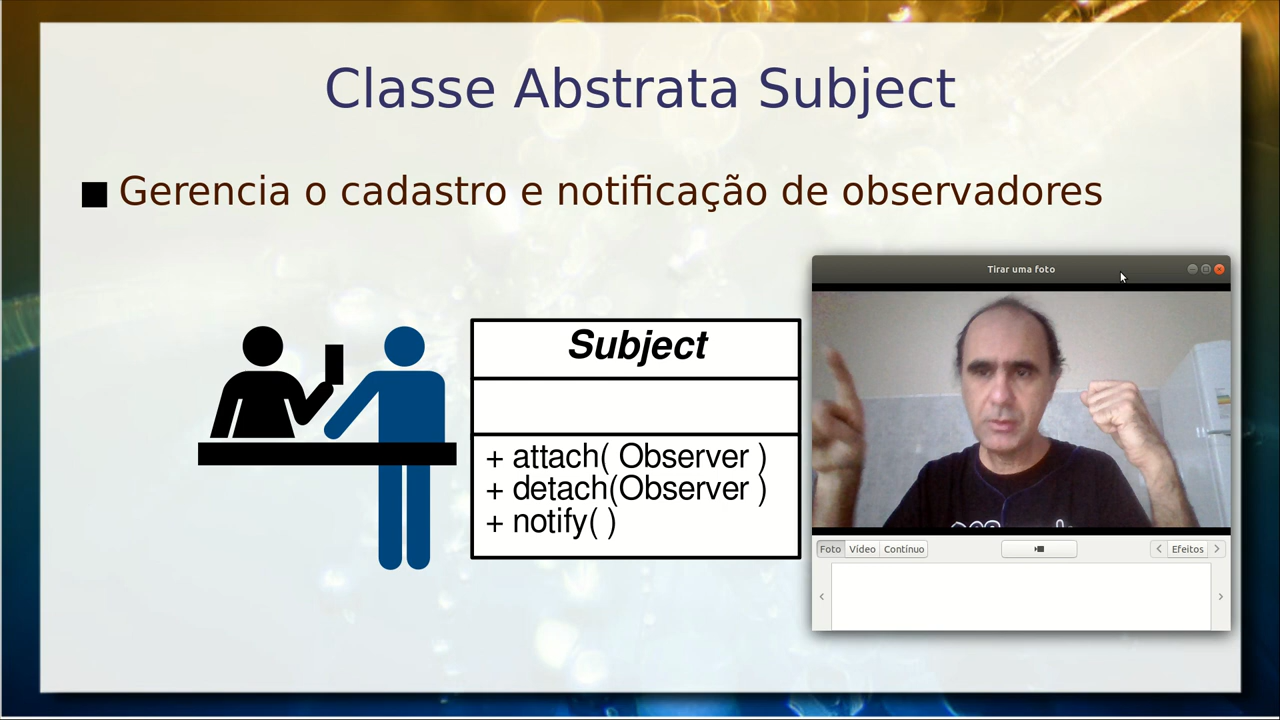 Classe Abstrata Subject
Gerencia o cadastro e notificação de observadores
Tirar uma foto
Subject
+ attach( Observer )
+ detach(Observer )
+ notify( )
Foto Vídeo Contínuo Efeitos